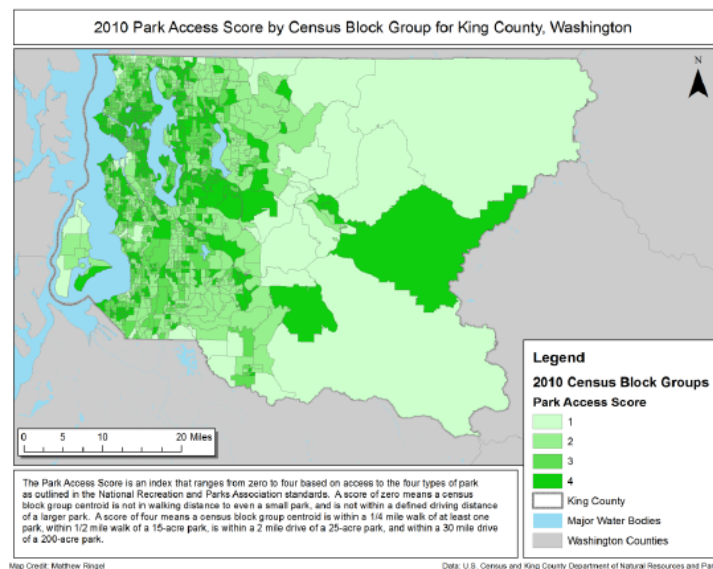 2010 Park Access Score by Census Block Group for King County, Washington
N
Legend
2010 Census Block Groups
Park Access Score
1
2
3
4
King County
Major Water Bodies
Washington Counties
0 5 10 20 Miles
The Park Access Score is an index that ranges from zero to four based on access to the four types of park
as outlined in the National Recreation and Parks Association standards. A score of zero means a census
block group centroid is not in walking distance to even a small park, and is not within a defined driving distance
of a larger park. A score of four means a census block group centroid is within a 1/4 mile walk of at least one
park, within 1/2 mile walk of a 15-acre park, is within a 2 mile drive of a 25-acre park, and within a 30 mile drive
of a 200-acre park.
Map Credit: Matthew Ringel
Data: U.S. Census and King County Department of Natural Resources and Par